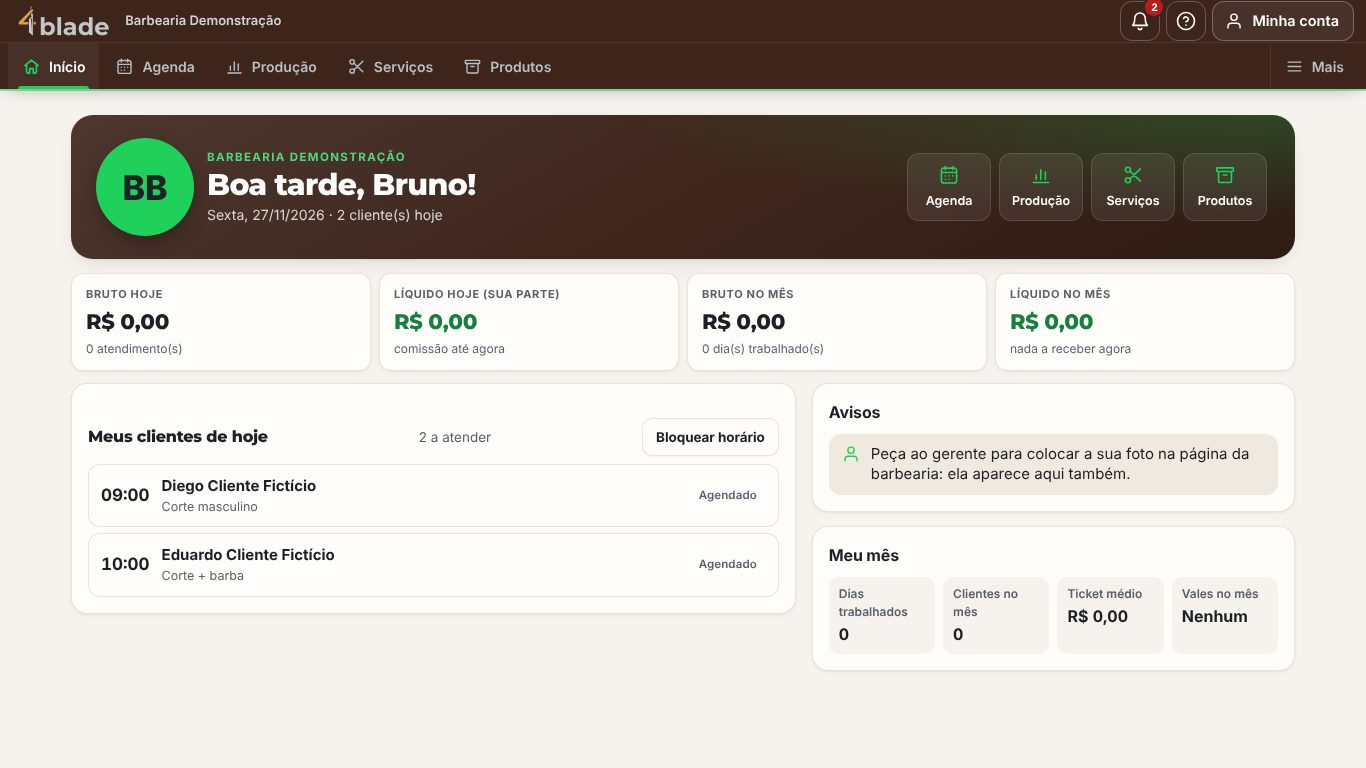 4blade
Barbearia Demonstração
2
Minha conta
Início
Agenda
Produção
Serviços
Produtos
Mais
BB
BARBEARIA DEMONSTRAÇÃO
Boa tarde, Bruno!
Sexta, 27/11/2026 · 2 cliente(s) hoje
Agenda
Produção
Serviços
Produtos
BRUTO HOJE
R$ 0,00
0 atendimento(s)
LÍQUIDO HOJE (SUA PARTE)
R$ 0,00
comissão até agora
BRUTO NO MÊS
R$ 0,00
0 dia(s) trabalhado(s)
LÍQUIDO NO MÊS
R$ 0,00
nada a receber agora
Meus clientes de hoje
2 a atender
Bloquear horário
09:00
Diego Cliente Fictício
Corte masculino
Agendado
10:00
Eduardo Cliente Fictício
Corte + barba
Agendado
Avisos
Peça ao gerente para colocar a sua foto na página da
barbearia: ela aparece aqui também.
Meu mês
Dias
trabalhados
0
Clientes no
mês
0
Ticket médio
R$ 0,00
Vales no mês
Nenhum